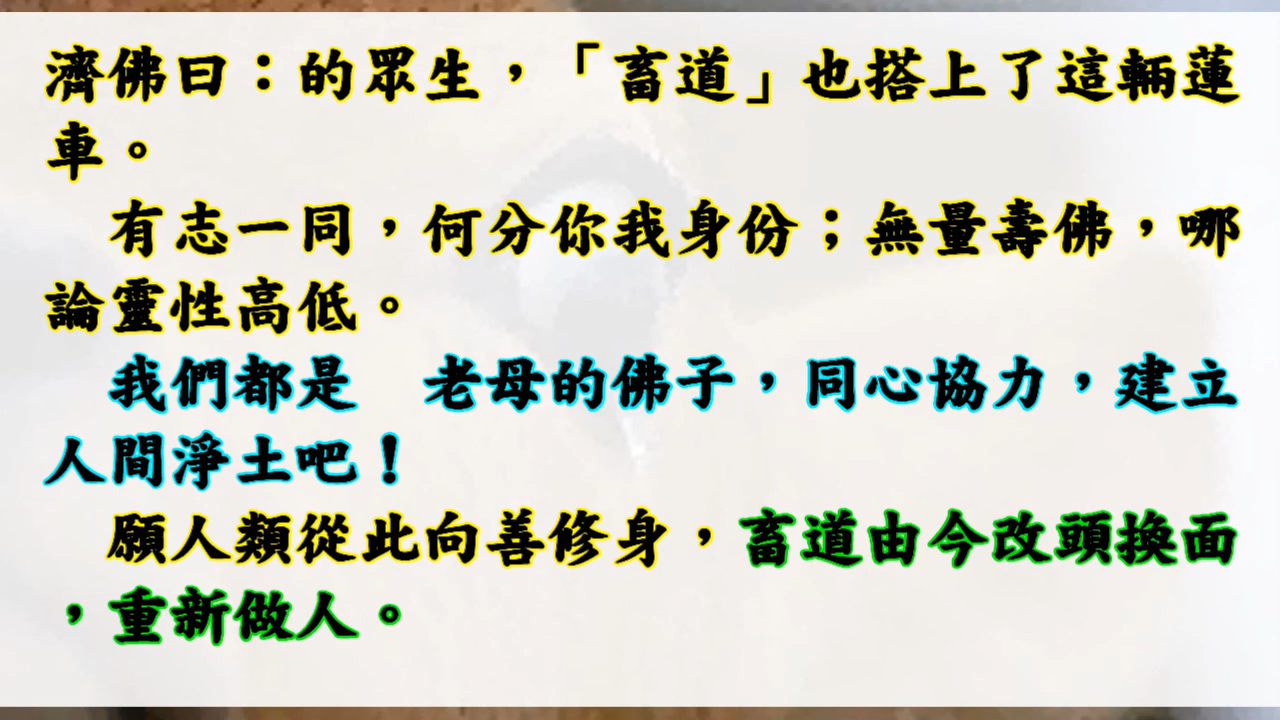 濟佛曰：的眾生，「畜道」也搭上了這輛蓮
車。
　有志一同，何分你我身份；無量壽佛，哪
論靈性高低。
　我們都是　老母的佛子，同心協力，建立
人間淨土吧！
　願人類從此向善修身，畜道由今改頭換面
，重新做人。